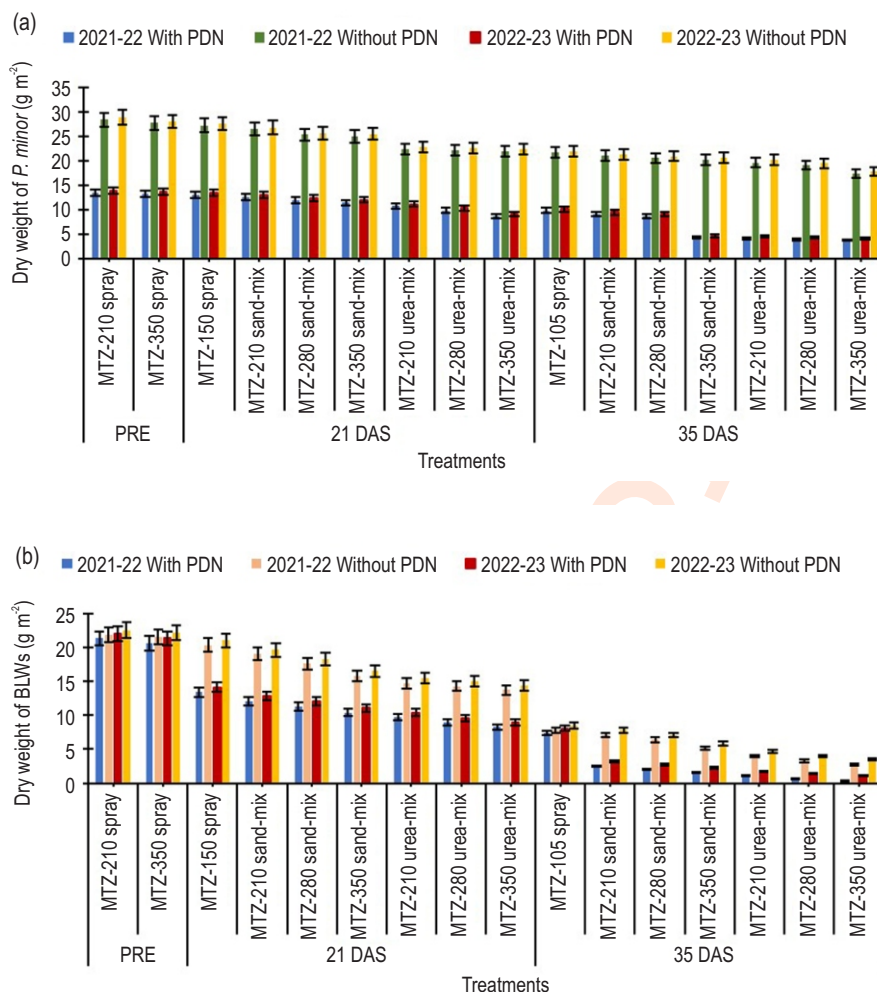 (a)
2021-22 With PDN 2021-22 Without PDN 2022-23 With PDN 2022-23 Without PDN
Dry weight of P. minor (g m-2)
35
30
25
20
15
10
5
0
MTZ-210 spray
MTZ-350 spray
MTZ-150 spray
MTZ-210 sand-mix
MTZ-280 sand-mix
MTZ-350 sand-mix
MTZ-210 urea-mix
MTZ-280 urea-mix
MTZ-350 urea-mix
MTZ-105 spray
MTZ-210 sand-mix
MTZ-280 sand-mix
MTZ-350 sand-mix
MTZ-210 urea-mix
MTZ-280 urea-mix
MTZ-350 urea-mix
PRE 21 DAS 35 DAS
Treatments
(b)
2021-22 With PDN 2021-22 Without PDN 2022-23 With PDN 2022-23 Without PDN
Dry weight of BLWs (g m-2)
25
20
15
10
5
0
MTZ-210 spray
MTZ-350 spray
MTZ-150 spray
MTZ-210 sand-mix
MTZ-280 sand-mix
MTZ-350 sand-mix
MTZ-210 urea-mix
MTZ-280 urea-mix
MTZ-350 urea-mix
MTZ-105 spray
MTZ-210 sand-mix
MTZ-280 sand-mix
MTZ-350 sand-mix
MTZ-210 urea-mix
MTZ-280 urea-mix
MTZ-350 urea-mix
PRE 21 DAS 35 DAS
Treatments